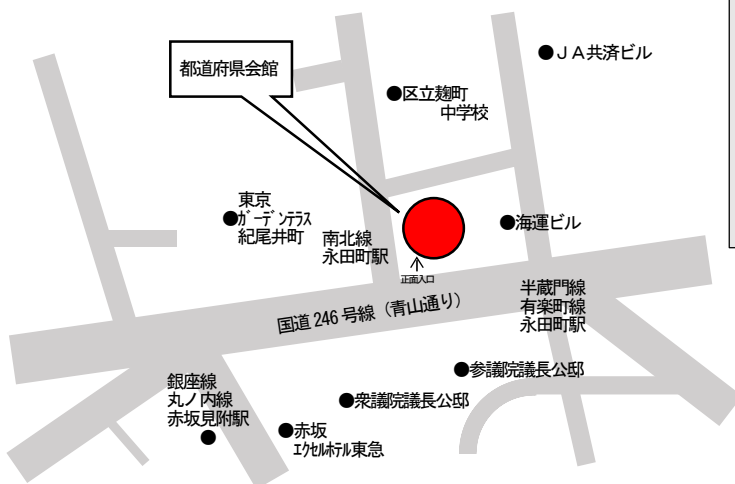 ●ＪＡ共済ビル
都道府県会館
●区立麹町
中学校
東京
●ｶﾞｰﾃﾞﾝﾃﾗｽ
紀尾井町
南北線
永田町駅
●海運ビル
正面入口
半蔵門線
有楽町線
永田町駅
国道246号線（青山通り）
●参議院議長公邸
銀座線
丸ノ内線
赤坂見附駅
●衆議院議長公邸
●赤坂
ｴｸｾﾙﾎﾃﾙ東急